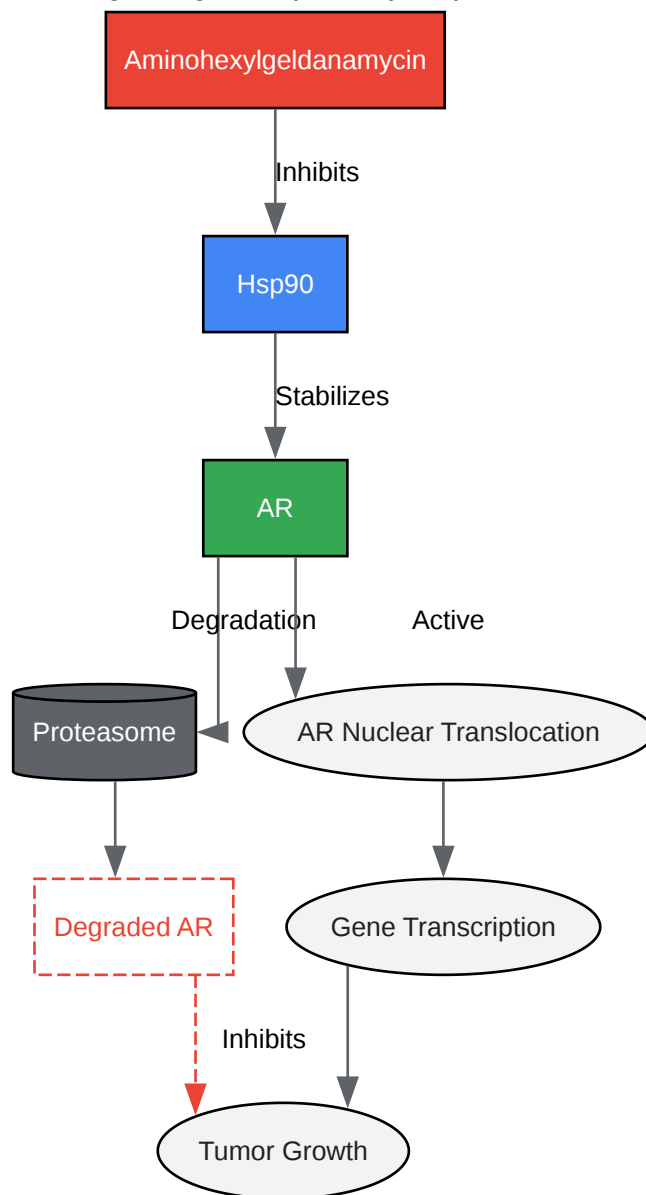 Aminohexylgeldanamycin
Inhibits
Hsp90
Stabilizes
AR
Degradation
Active
Proteasome
AR Nuclear Translocation
Degraded AR
Gene Transcription
Inhibits
Tumor Growth